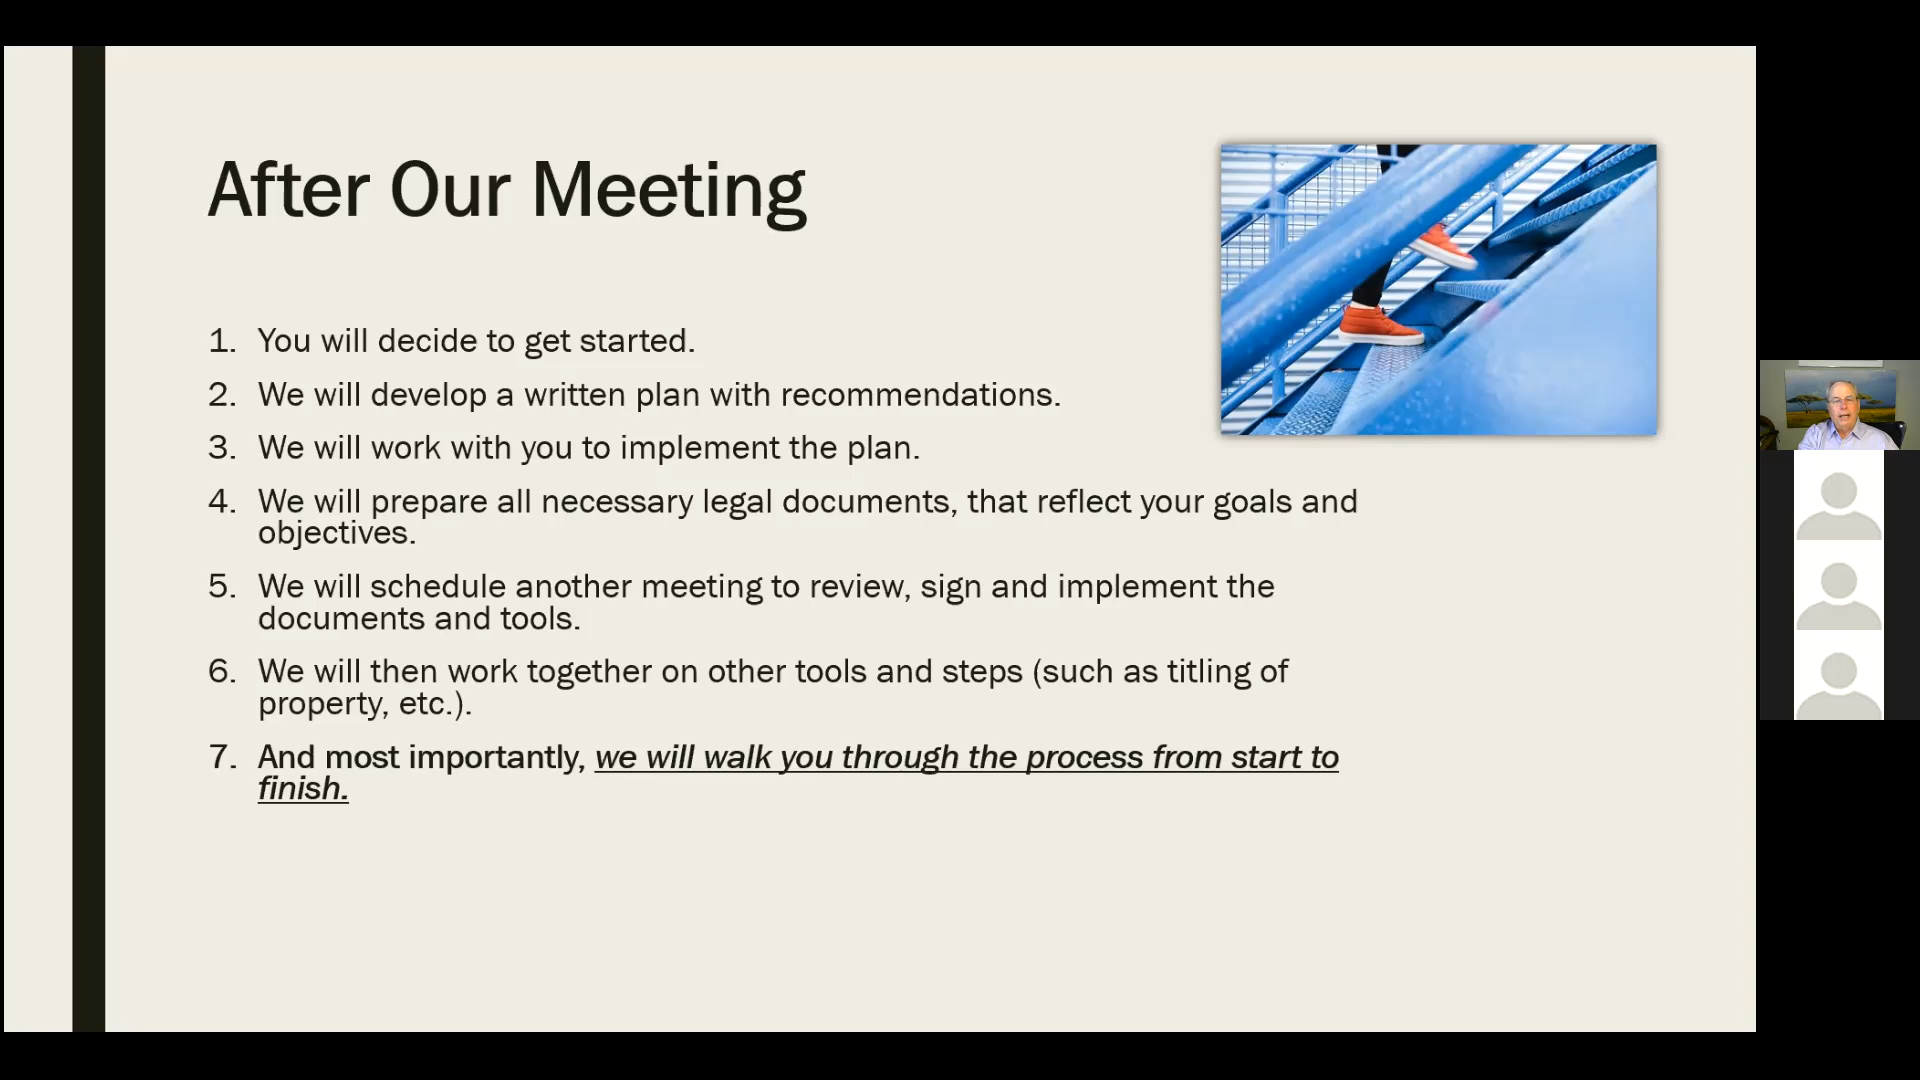 After Our Meeting
1. You will decide to get started.
2. We will develop a written plan with recommendations.
3. We will work with you to implement the plan.
4. We will prepare all necessary legal documents, that reflect your goals and
objectives.
5. We will schedule another meeting to review, sign and implement the
documents and tools.
6. We will then work together on other tools and steps (such as titling of
property, etc.).
7. And most importantly, we will walk you through the process from start to
finish.